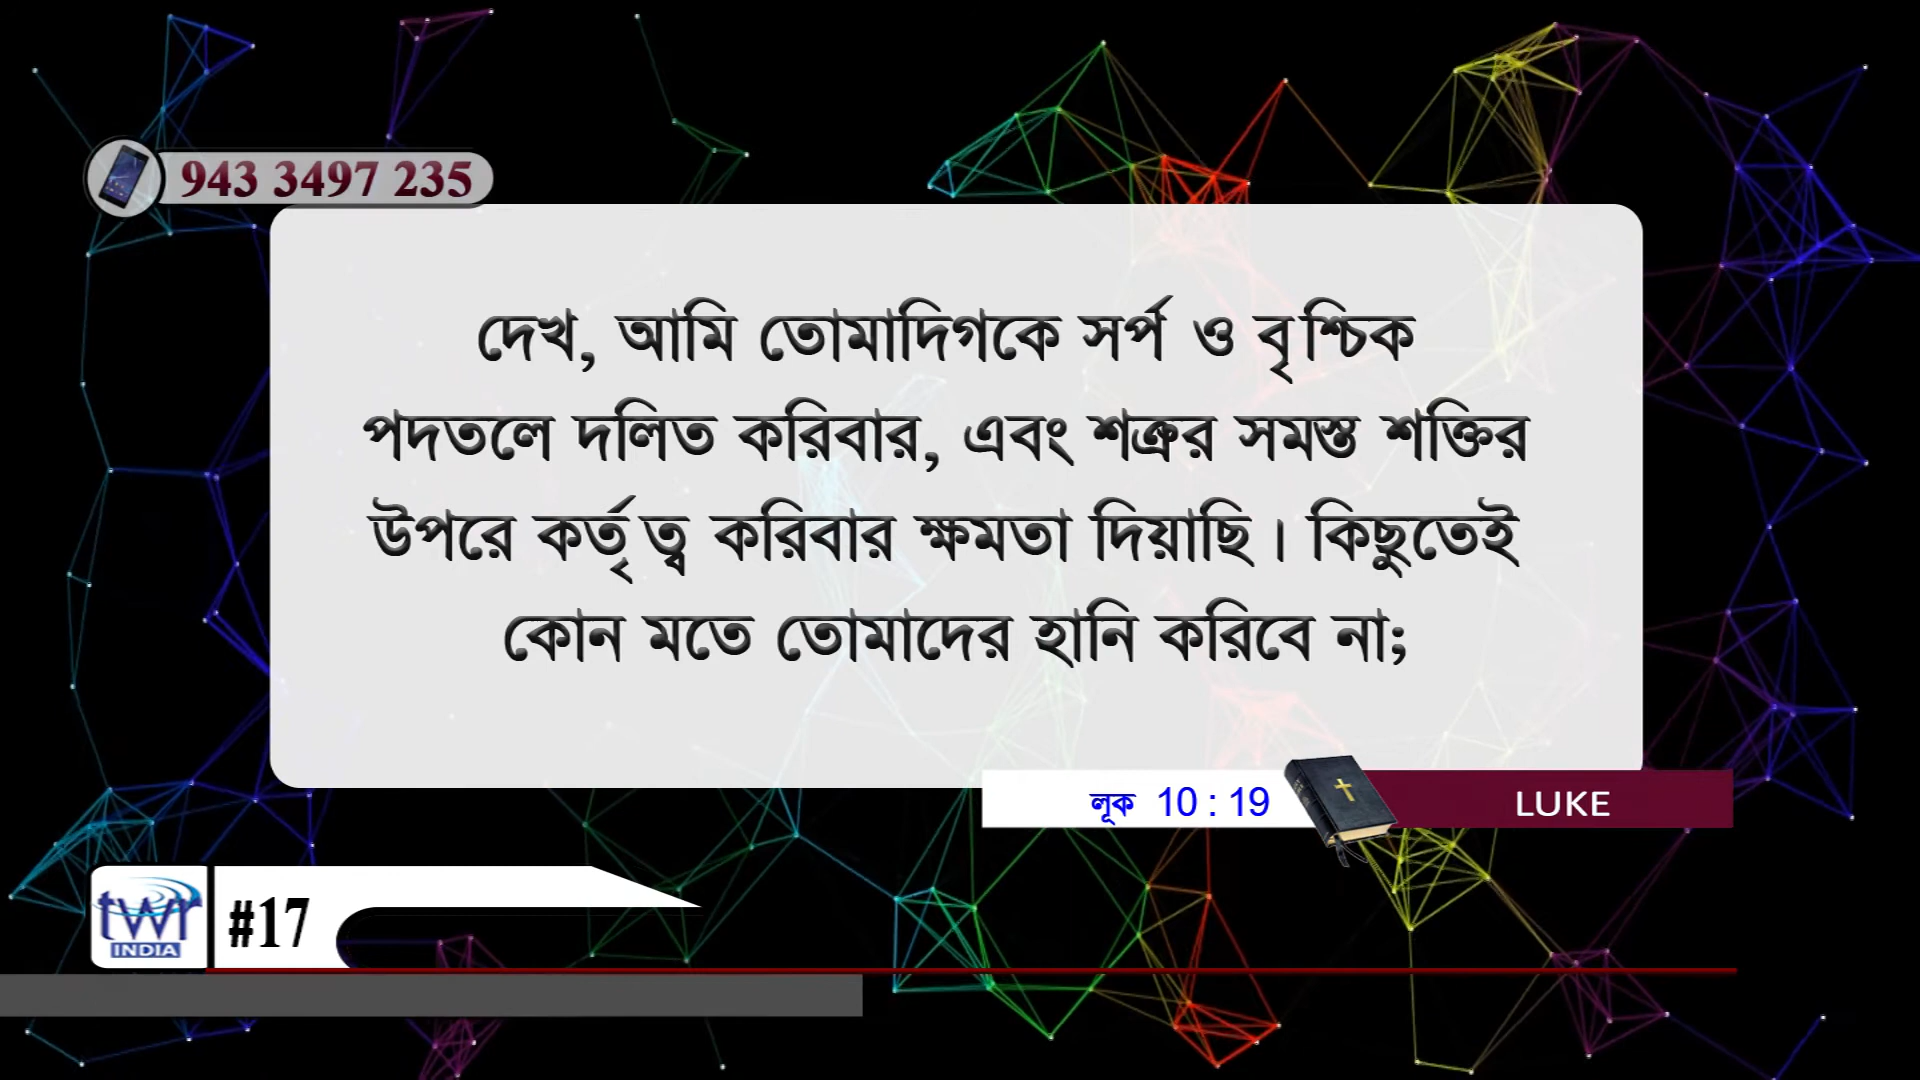 943 3497 235
দেখ, আমি তোমাদিগকে সর্প ও বৃশ্চিক
পদতলে দলিত করিবার, এবং শত্রুর সমস্ত শক্তির
উপরে কর্তৃত্ব করিবার ক্ষমতা দিয়াছি। কিছুতেই
কোন মতে তোমাদের হানি করিবে না;
লূক 10 : 19
LUKE
twr
INDIA
#17